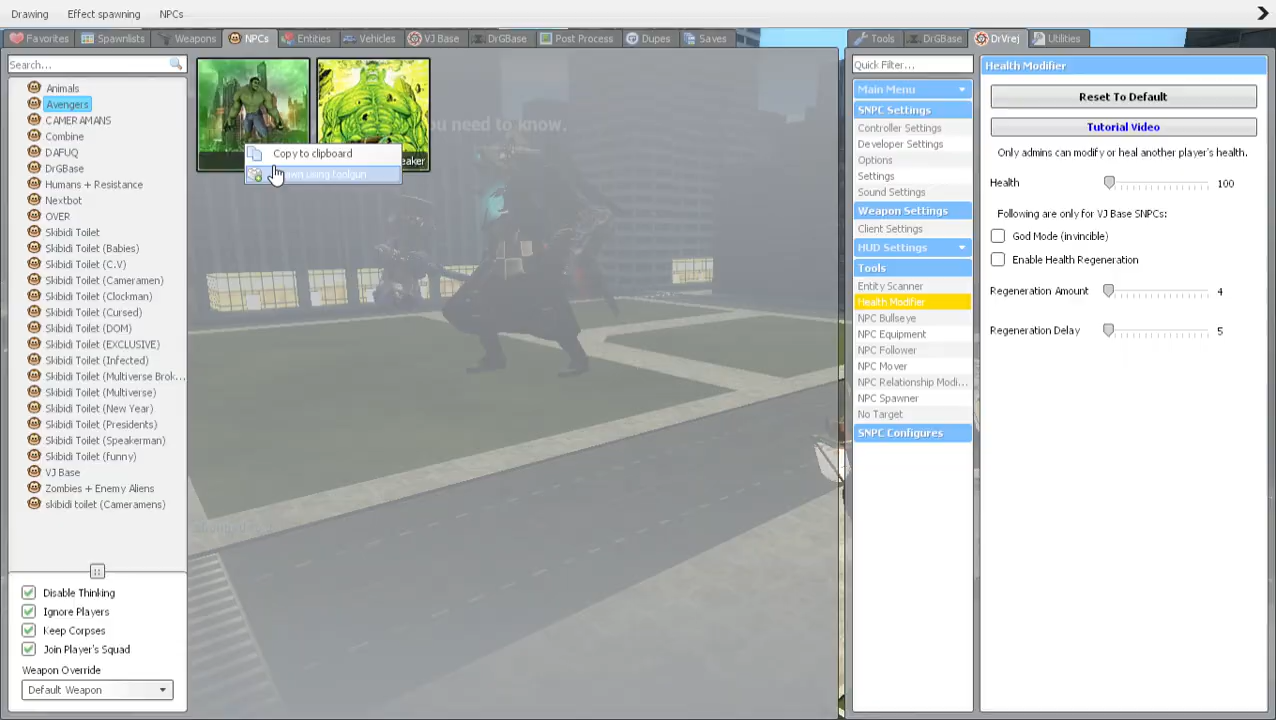 Drawing Effect spawning NPCs
Favorites Spawnlists Weapons NPCs Entities Vehicles VJ Base DrGBase Post Process Dupes Saves
Search...
Animals
Avengers
CAMERAMANS
Combine
DAFUQ
DrGBase
Humans + Resistance
Nextbot
OVER
Skibidi Toilet
Skibidi Toilet (Babies)
Skibidi Toilet (C.V)
Skibidi Toilet (Cameramen)
Skibidi Toilet (Clockman)
Skibidi Toilet (Cursed)
Skibidi Toilet (DOM)
Skibidi Toilet (EXCLUSIVE)
Skibidi Toilet (Infected)
Skibidi Toilet (Multiverse Brok...
Skibidi Toilet (Multiverse)
Skibidi Toilet (New Year)
Skibidi Toilet (Presidents)
Skibidi Toilet (Speakerman)
Skibidi Toilet (funny)
VJ Base
Zombies + Enemy Aliens
skibidi toilet (Cameramens)
Disable Thinking
Ignore Players
Keep Corpses
Join Player's Squad
Weapon Override
Default Weapon
you need to know.
Copy to clipboard
using toolgun
eaker
Tools DrGBase DrVrej Utilities
Quick Filter...
Main Menu
SNPC Settings
Controller Settings
Developer Settings
Options
Settings
Sound Settings
Weapon Settings
Client Settings
HUD Settings
Tools
Entity Scanner
Health Modifier
NPC Bullseye
NPC Equipment
NPC Follower
NPC Mover
NPC Relationship Modi...
NPC Spawner
No Target
SNPC Configures
Health Modifier
Reset To Default
Tutorial Video
Only admins can modify or heal another player's health.
Health 100
Following are only for VJ Base SNPCs:
God Mode (invincible)
Enable Health Regeneration
Regeneration Amount 4
Regeneration Delay 5